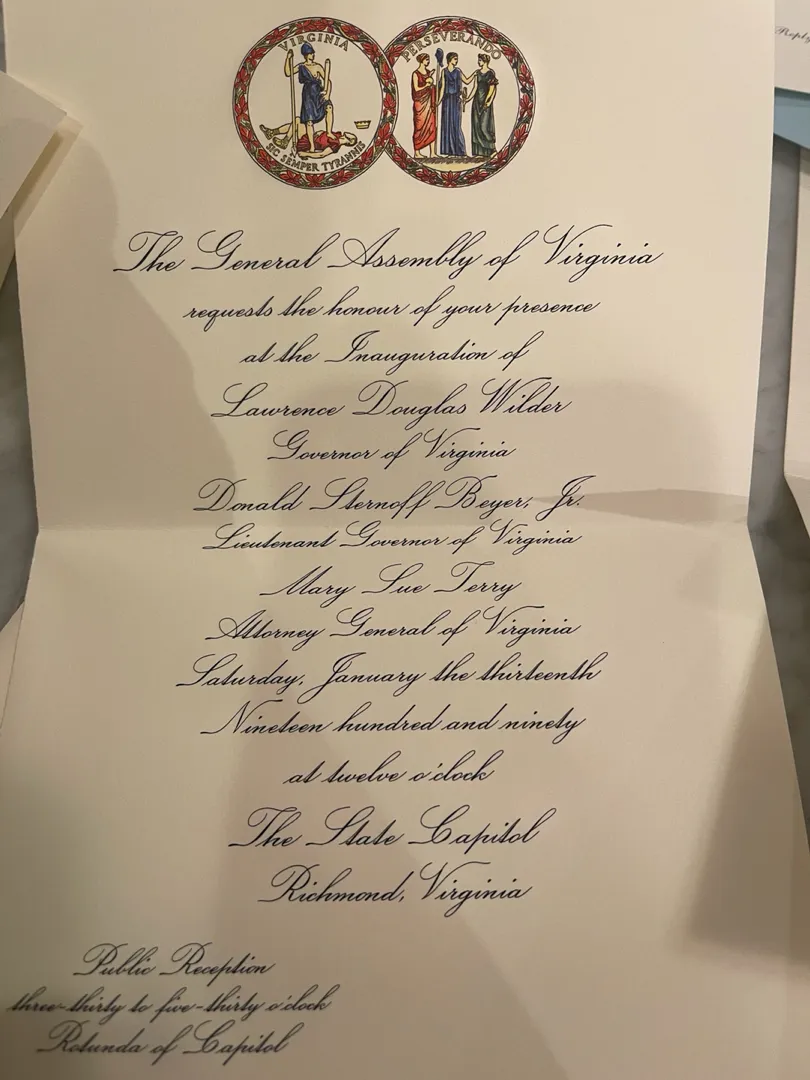 VIRGINIA
SIC SEMPER TYRANNIS
PERSEVERANDO
Reply
The General Assembly of Virginia
requests the honour of your presence
at the Inauguration of
Lawrence Douglas Wilder
Governor of Virginia
Donald Sternoff Beyer, Jr.
Lieutenant Governor of Virginia
Mary Sue Terry
Attorney General of Virginia
Saturday, January the thirteenth
Nineteen hundred and ninety
at twelve o'clock
The State Capitol
Richmond, Virginia
Public Reception
three-thirty to five-thirty o'clock
Rotunda of Capitol